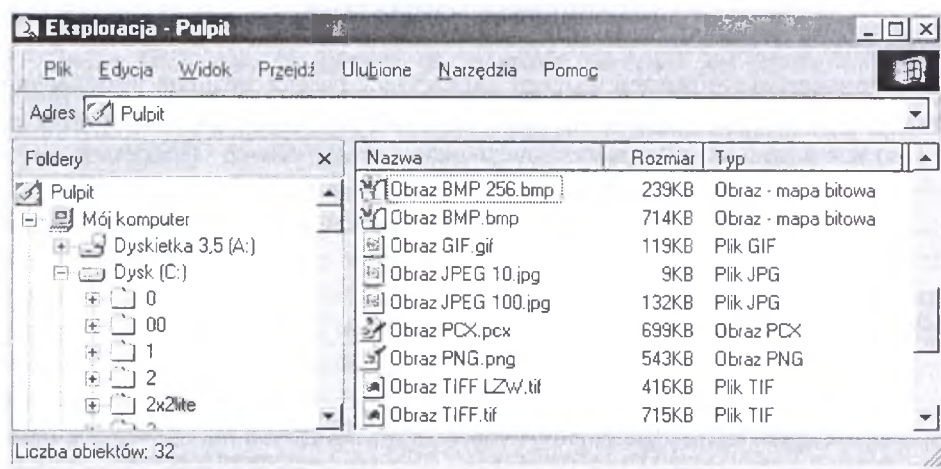 Eksploracja - Pulpit
Plik Edycja Widok Przejdź Ulubione Narzędzia Pomoc
Adres Pulpit
Foldery
Pulpit
Mój komputer
Dyskietka 3,5 (A:)
Dysk (C:)
0
00
1
2
2x2lite
Nazwa Rozmiar Typ
Obraz BMP 256.bmp 239KB Obraz - mapa bitowa
Obraz BMP.bmp 714KB Obraz - mapa bitowa
Obraz GIF.gif 119KB Plik GIF
Obraz JPEG 10.jpg 9KB Plik JPG
Obraz JPEG 100.jpg 132KB Plik JPG
Obraz PCX.pcx 699KB Obraz PCX
Obraz PNG.png 543KB Obraz PNG
Obraz TIFF LZW.tif 416KB Plik TIF
Obraz TIFF.tif 715KB Plik TIF
Liczba obiektów: 32